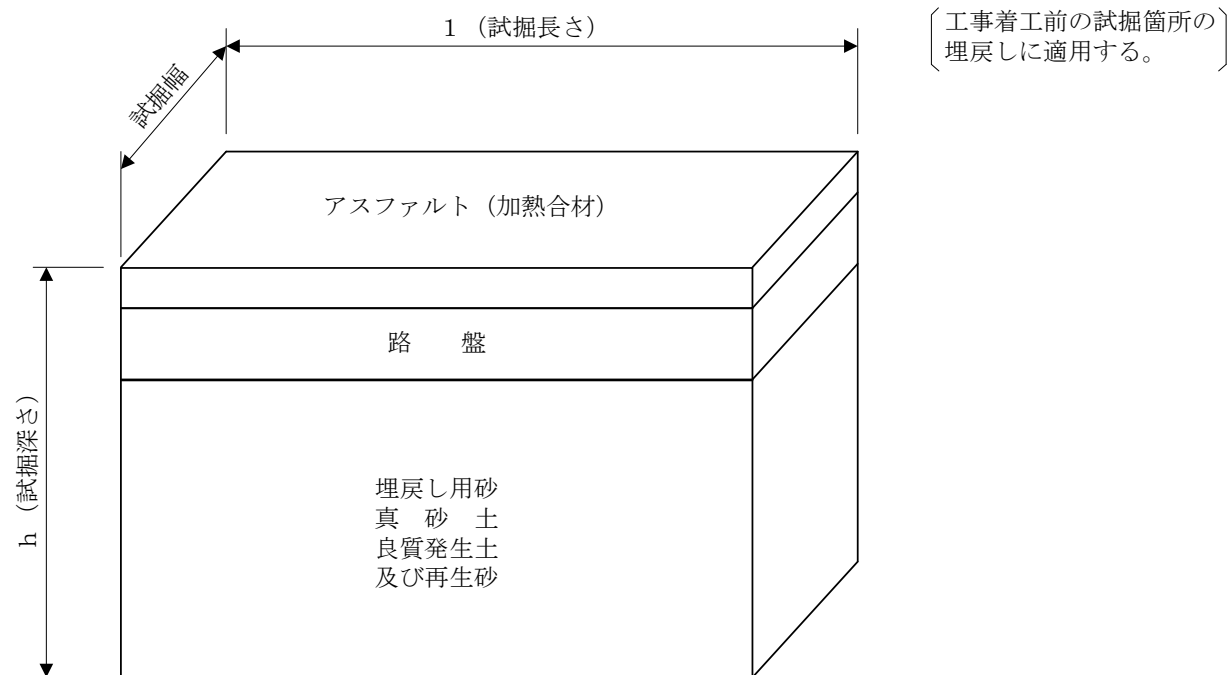 l （試掘長さ）
工事着工前の試掘箇所の
埋戻しに適用する。
試掘幅
アスファルト（加熱合材）
路　盤
h（試掘深さ）
埋戻し用砂
真　砂　土
良質発生土
及び再生砂